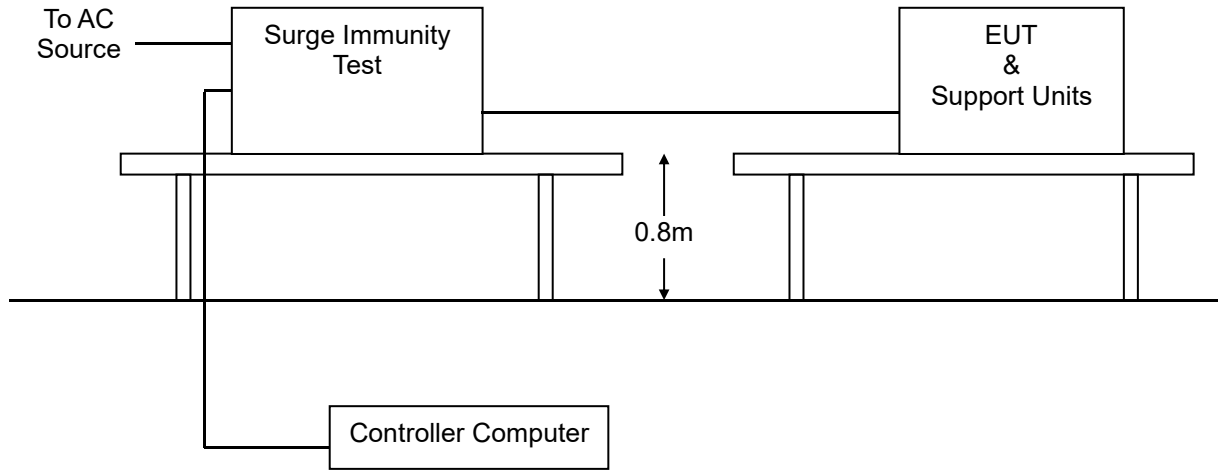 To AC
Source
Surge Immunity
Test
EUT
&
Support Units
0.8m
Controller Computer